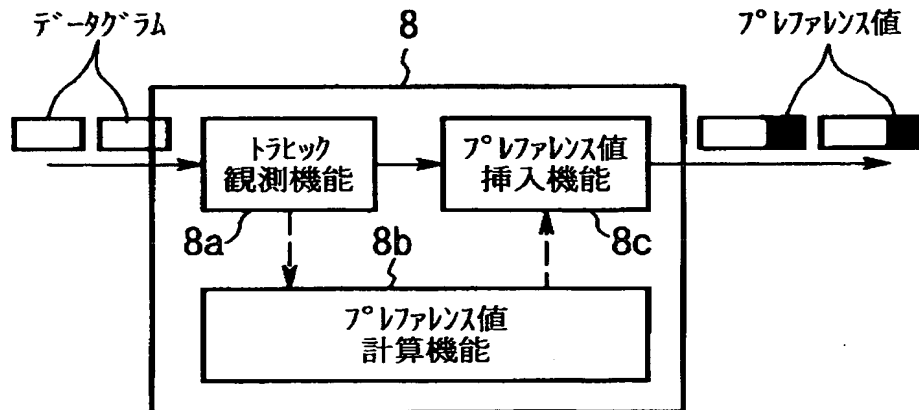 データグラム
8
プレファレンス値
トラヒック
観測機能
プレファレンス値
挿入機能
8a
8b
8c
プレファレンス値
計算機能